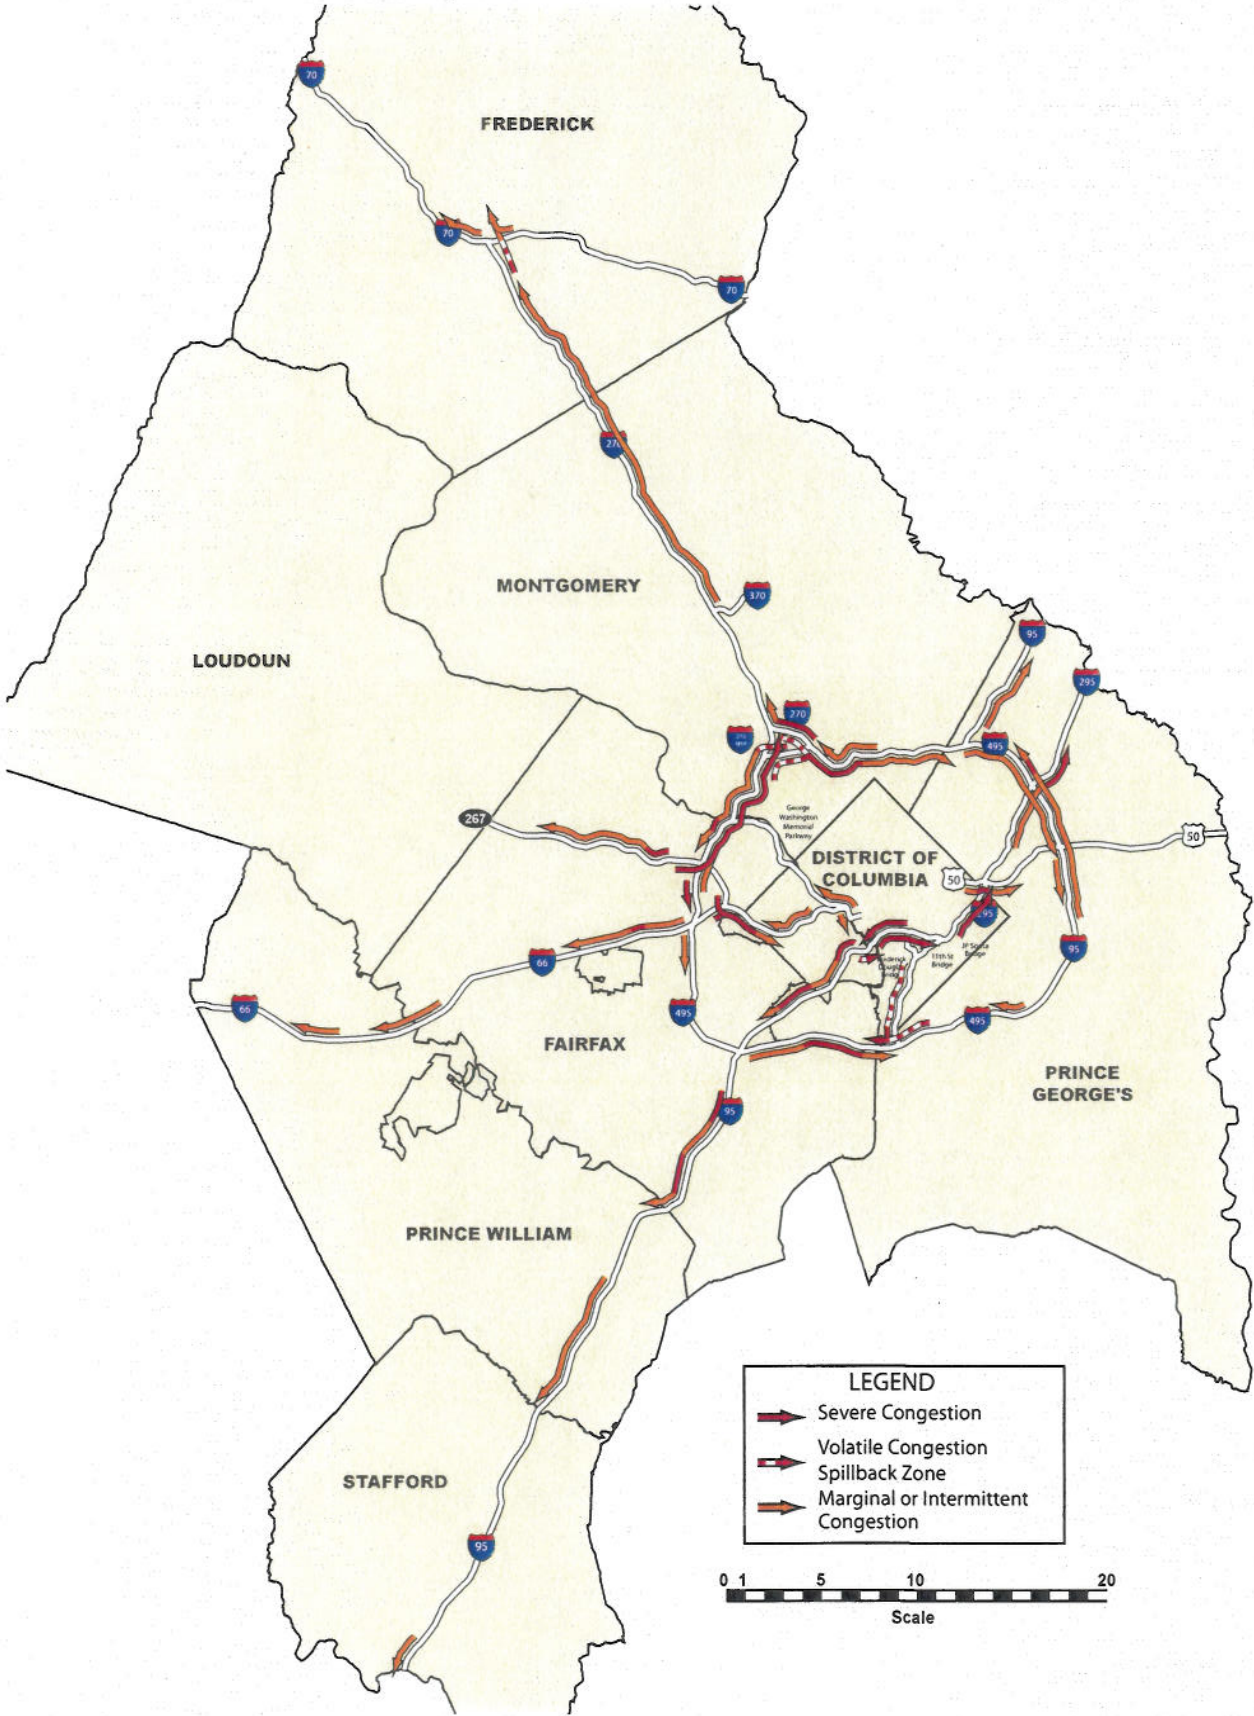 70
FREDERICK
70
70
270
MONTGOMERY
370
LOUDOUN
95
295
270
495
George
Washington
Memorial
Parkway
267
50
DISTRICT OF
COLUMBIA
50
295
66
95
11th St
Bridge
66
495
495
FAIRFAX
PRINCE
GEORGE'S
95
PRINCE WILLIAM
LEGEND
Severe Congestion
Volatile Congestion
Spillback Zone
Marginal or Intermittent
Congestion
STAFFORD
95
0 1 5 10 20
Scale